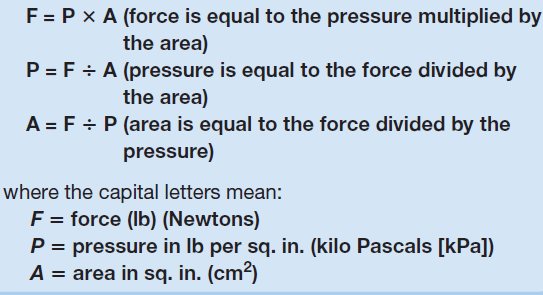 F = P × A (force is equal to the pressure multiplied by
the area)
P = F ÷ A (pressure is equal to the force divided by
the area)
A = F ÷ P (area is equal to the force divided by the
pressure)
where the capital letters mean:
F = force (lb) (Newtons)
P = pressure in lb per sq. in. (kilo Pascals [kPa])
A = area in sq. in. (cm²)